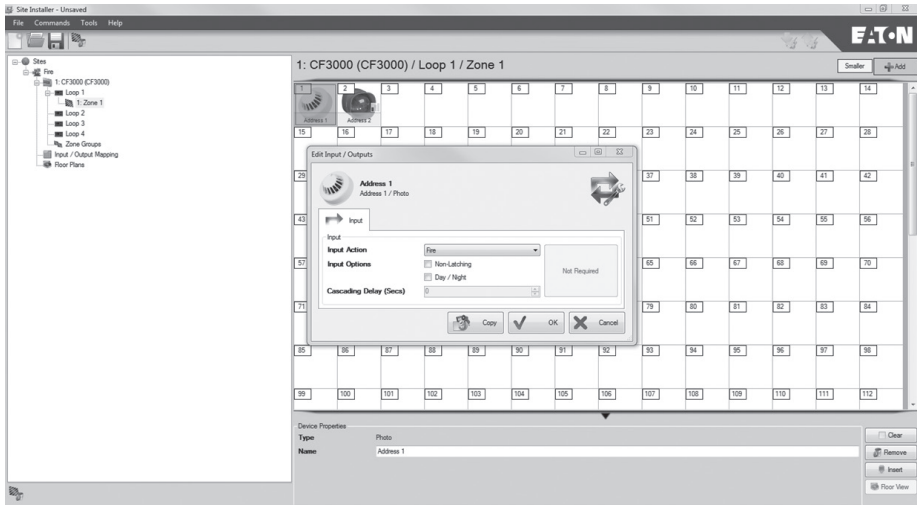 Site Installer - Unsaved
File Commands Tools Help
EATON
Sites
Fire
1: CF3000 (CF3000)
Loop 1
1: Zone 1
Loop 2
Loop 3
Loop 4
Zone Groups
Input / Output Mapping
Floor Plans
1: CF3000 (CF3000) / Loop 1 / Zone 1
Smaller
Add
1 2 3 4 5 6 7 8 9 10 11 12 13 14
Address 1 Address 2
15 16 17 18 19 20 21 22 23 24 25 26 27 28
Edit Input / Outputs
29 37 38 39 40 41 42
Address 1
Address 1 / Photo
43 51 52 53 54 55 56
Input
Input
Input Action Fire
57 65 66 67 68 69 70
Input Options Non-Latching
Day / Night
Not Required
Cascading Delay (Secs) 0
71 79 80 81 82 83 84
Copy OK Cancel
85 86 87 88 89 90 91 92 93 94 95 96 97 98
99 100 101 102 103 104 105 106 107 108 109 110 111 112
Device Properties
Type Photo
Name Address 1
Clear
Remove
Insert
Floor View